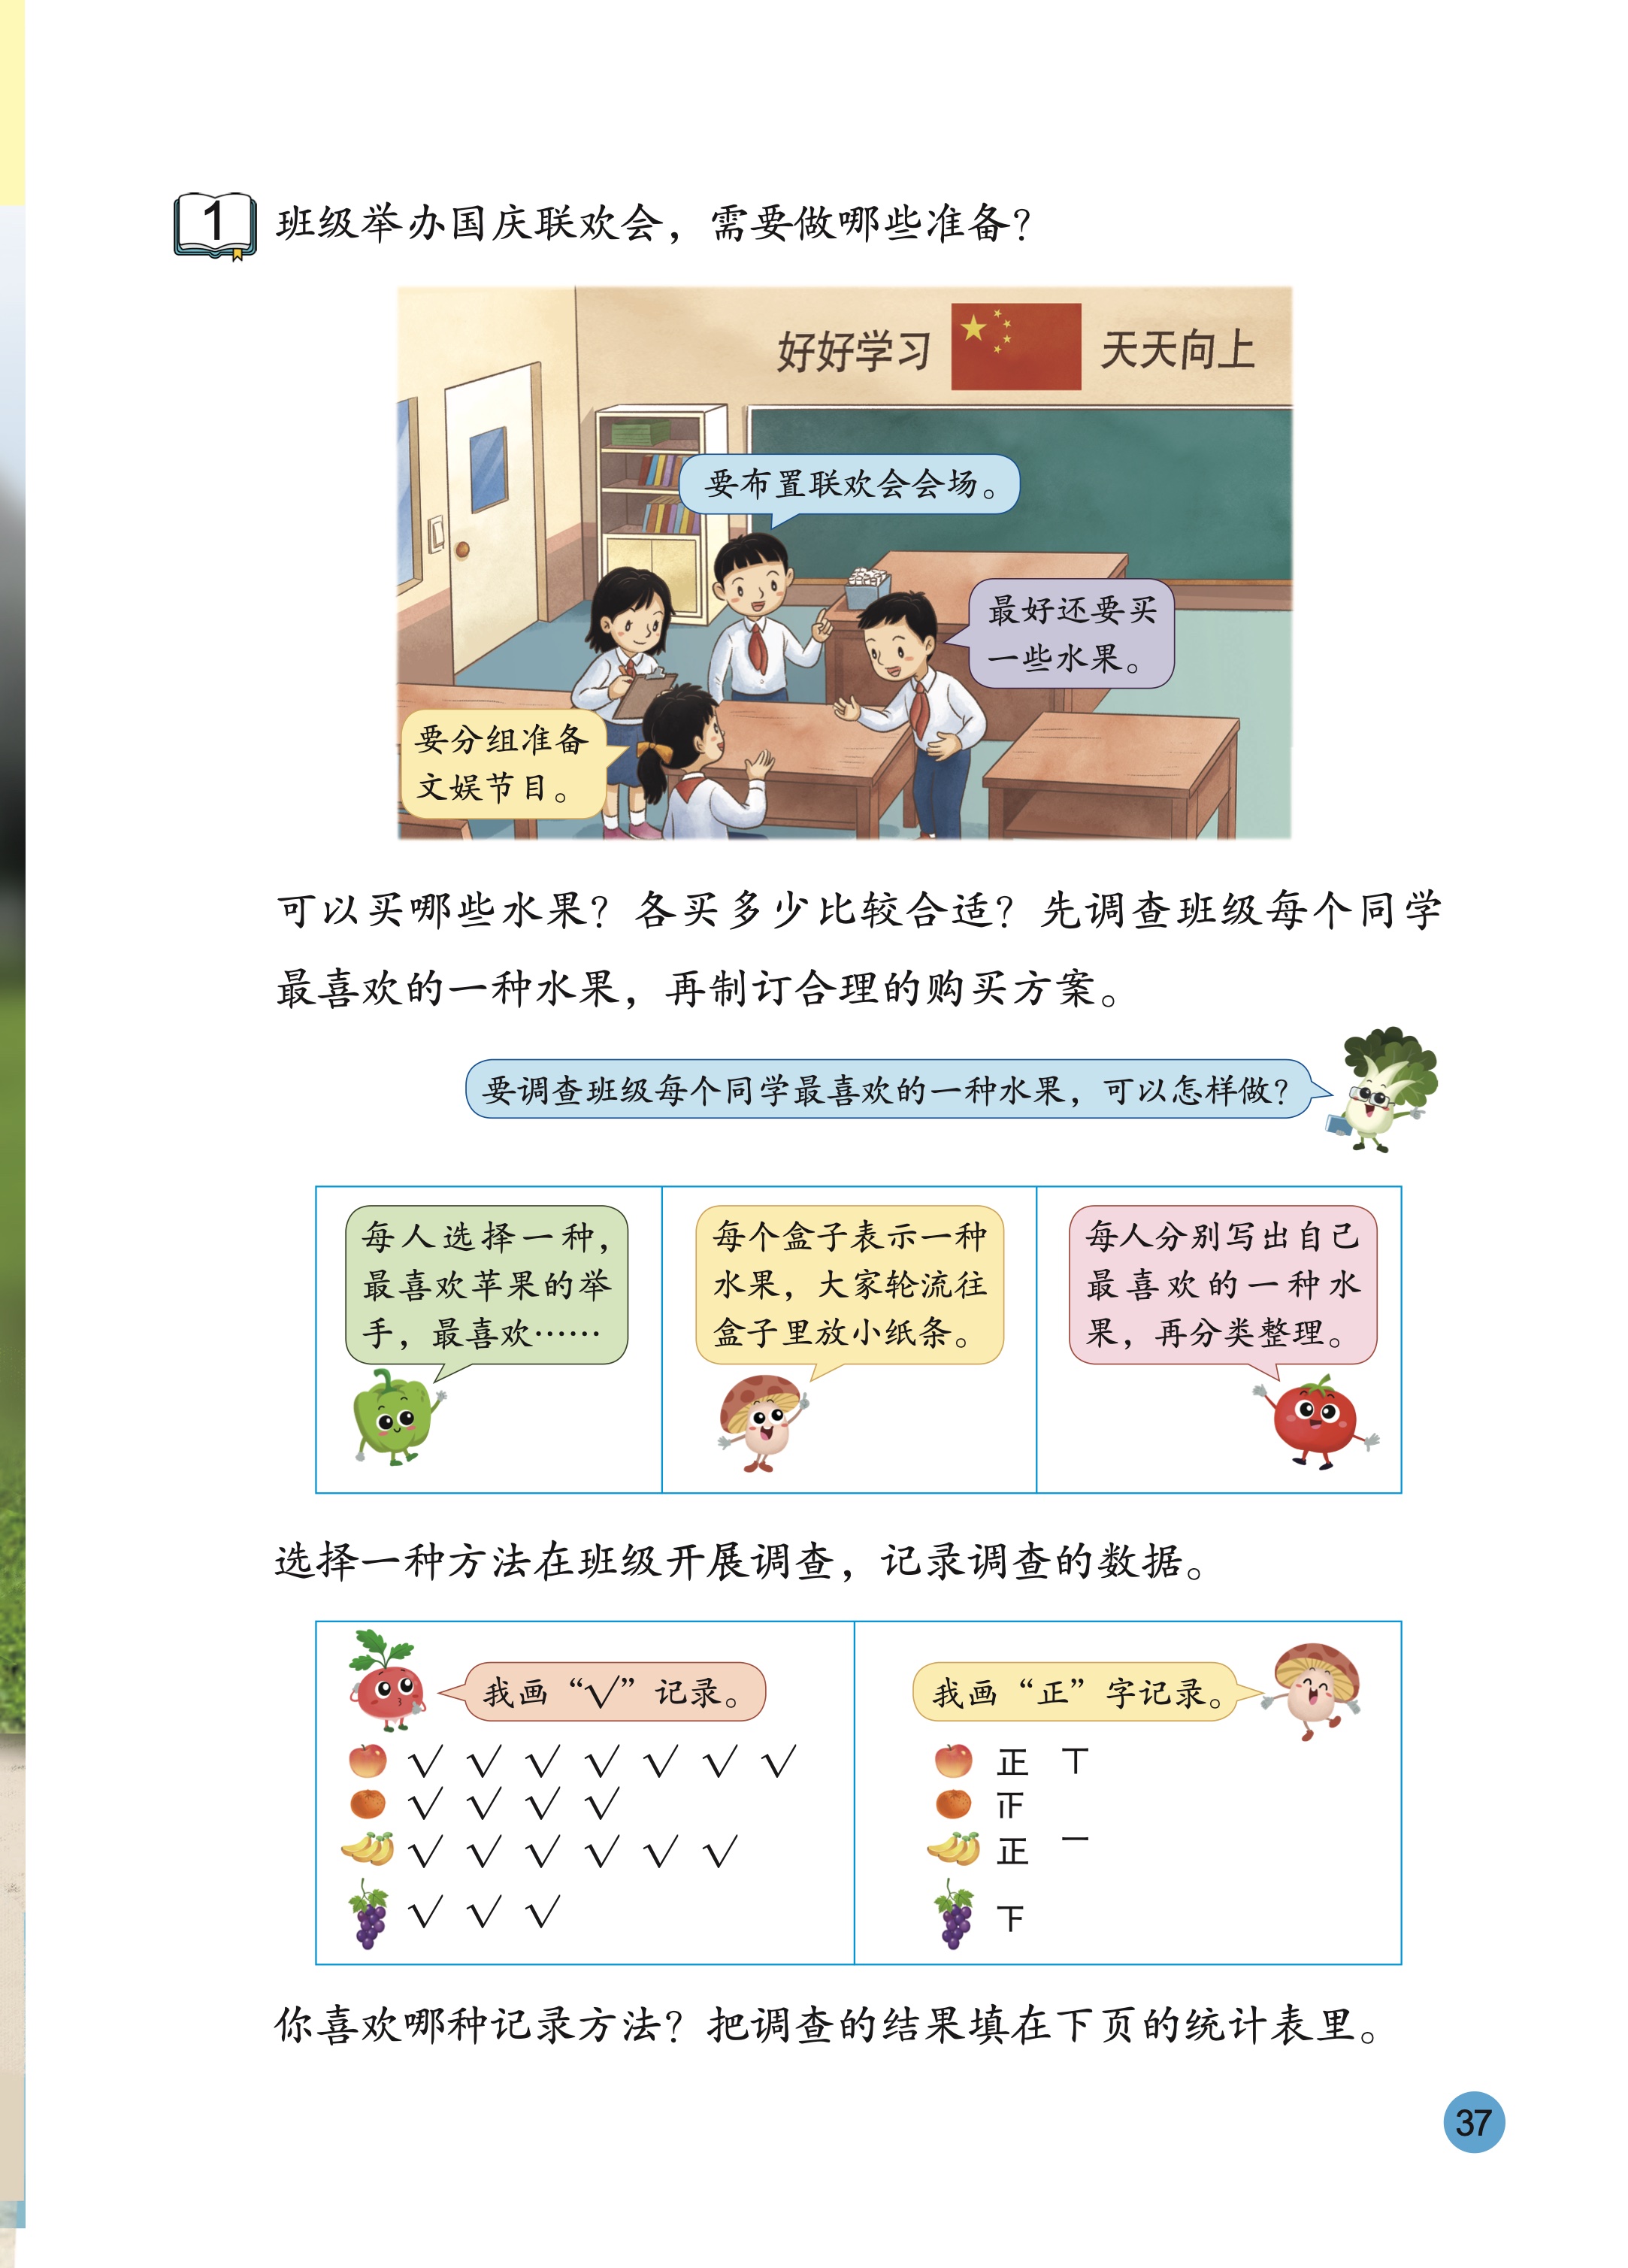 1 班级举办国庆联欢会，需要做哪些准备？
好好学习 天天向上
要布置联欢会会场。
最好还要买
一些水果。
要分组准备
文娱节目。
可以买哪些水果？各买多少比较合适？先调查班级每个同学
最喜欢的一种水果，再制订合理的购买方案。
要调查班级每个同学最喜欢的一种水果，可以怎样做？
每人选择一种，
最喜欢苹果的举
手，最喜欢……
每个盒子表示一种
水果，大家轮流往
盒子里放小纸条。
每人分别写出自己
最喜欢的一种水
果，再分类整理。
选择一种方法在班级开展调查，记录调查的数据。
我画“√”记录。
√ √ √ √ √ √ √
√ √ √ √
√ √ √ √ √ √
√ √ √
我画“正”字记录。
正 丅
𝍵
正 一
下
你喜欢哪种记录方法？把调查的结果填在下页的统计表里。
37